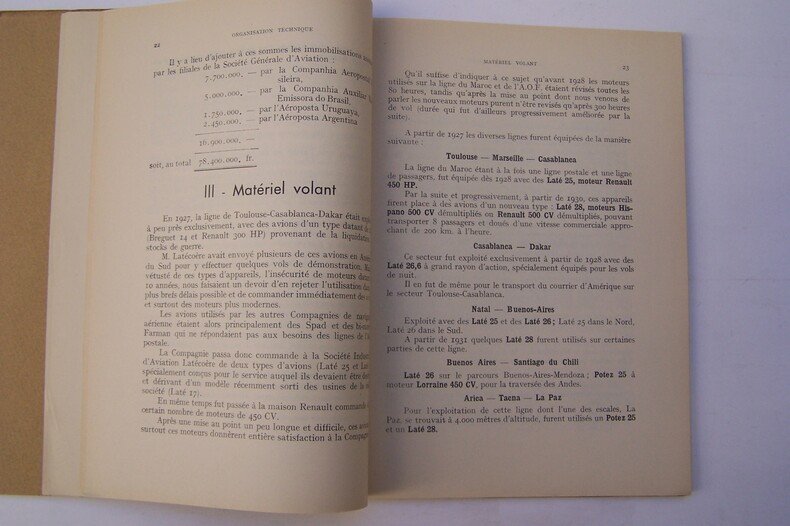 22
ORGANISATION TECHNIQUE
Il y a lieu d'ajouter à ces sommes les immobilisations
par les filiales de la Société Générale d'Aviation :
7.700.000, — par la Companhia Aeropostal
sileira,
5.000.000, — par la Companhia Auxiliar
Emissora do Brasil,
1.750.000, — par l'Aéroposta Uruguaya,
2.450.000, — par l'Aéroposta Argentina
16.900.000, —
soit, au total 78.400.000, fr.
III - Matériel volant
En 1927, la ligne de Toulouse-Casablanca-Dakar était
à peu près exclusivement, avec des avions d'un type datant
(Breguet 14 et Renault 300 HP) provenant de la liquidation
stocks de guerre.
M. Latécoère avait envoyé plusieurs de ces avions en
du Sud pour y effectuer quelques vols de démonstration.
vétusté de ces types d'appareils, l'insécurité de moteurs
10 années, nous faisaient un devoir d'en rejeter l'utilisation
plus brefs délais possible et de commander immédiatement
et surtout des moteurs plus modernes.
Les avions utilisés par les autres Compagnies de
aérienne étaient alors principalement des Spad et des
Farman qui ne répondaient pas aux besoins des lignes de
postale.
La Compagnie passa donc commande à la Société
d'Aviation Latécoère de deux types d'avions (Laté 25 et
spécialement conçus pour le service auquel ils devaient être
et dérivant d'un modèle récemment sorti des usines de la
société (Laté 17).
En même temps fut passée à la maison Renault
certain nombre de moteurs de 450 CV.
Après une mise au point un peu longue et difficile, ces
surtout ces moteurs donnèrent entière satisfaction à la
MATÉRIEL VOLANT
23
Qu'il suffise d'indiquer à ce sujet qu'avant 1928 les moteurs
utilisés sur la ligne du Maroc et de l'A.O.F. étaient révisés toutes les
80 heures, tandis qu'après la mise au point dont nous venons de
parler les nouveaux moteurs purent n'être revisés qu'après 300 heures
de vol (durée qui fut d'ailleurs progressivement améliorée par la
suite).
A partir de 1927 les diverses lignes furent équipées de la manière
suivante :
Toulouse — Marseille — Casablanca
La ligne du Maroc étant à la fois une ligne postale et une ligne
de passagers, fut équipée dès 1928 avec des Laté 25, moteur Renault
450 HP.
Par la suite et progressivement, à partir de 1930, ces appareils
firent place à des avions d'un nouveau type : Laté 28, moteurs His-
pano 500 CV démultipliés ou Renault 500 CV démultipliés, pouvant
transporter 8 passagers et doués d'une vitesse commerciale appro-
chant de 200 km. à l'heure.
Casablanca — Dakar
Ce secteur fut exploité exclusivement à partir de 1928 avec des
Laté 26,6 à grand rayon d'action, spécialement équipés pour les vols
de nuit.
Il en fut de même pour le transport du courrier d'Amérique sur
le secteur Toulouse-Casablanca.
Natal — Buenos-Aires
Exploité avec des Laté 25 et des Laté 26 ; Laté 25 dans le Nord,
Laté 26 dans le Sud.
A partir de 1931 quelques Laté 28 furent utilisés sur certaines
parties de cette ligne.
Buenos Aires — Santiago du Chili
Laté 26 sur le parcours Buenos-Aires-Mendoza ; Potez 25 à
moteur Lorraine 450 CV, pour la traversée des Andes.
Arica — Tacna — La Paz
Pour l'exploitation de cette ligne dont l'une des escales, La
Paz, se trouvait à 4.000 mètres d'altitude, furent utilisés un Potez 25
et un Laté 28.